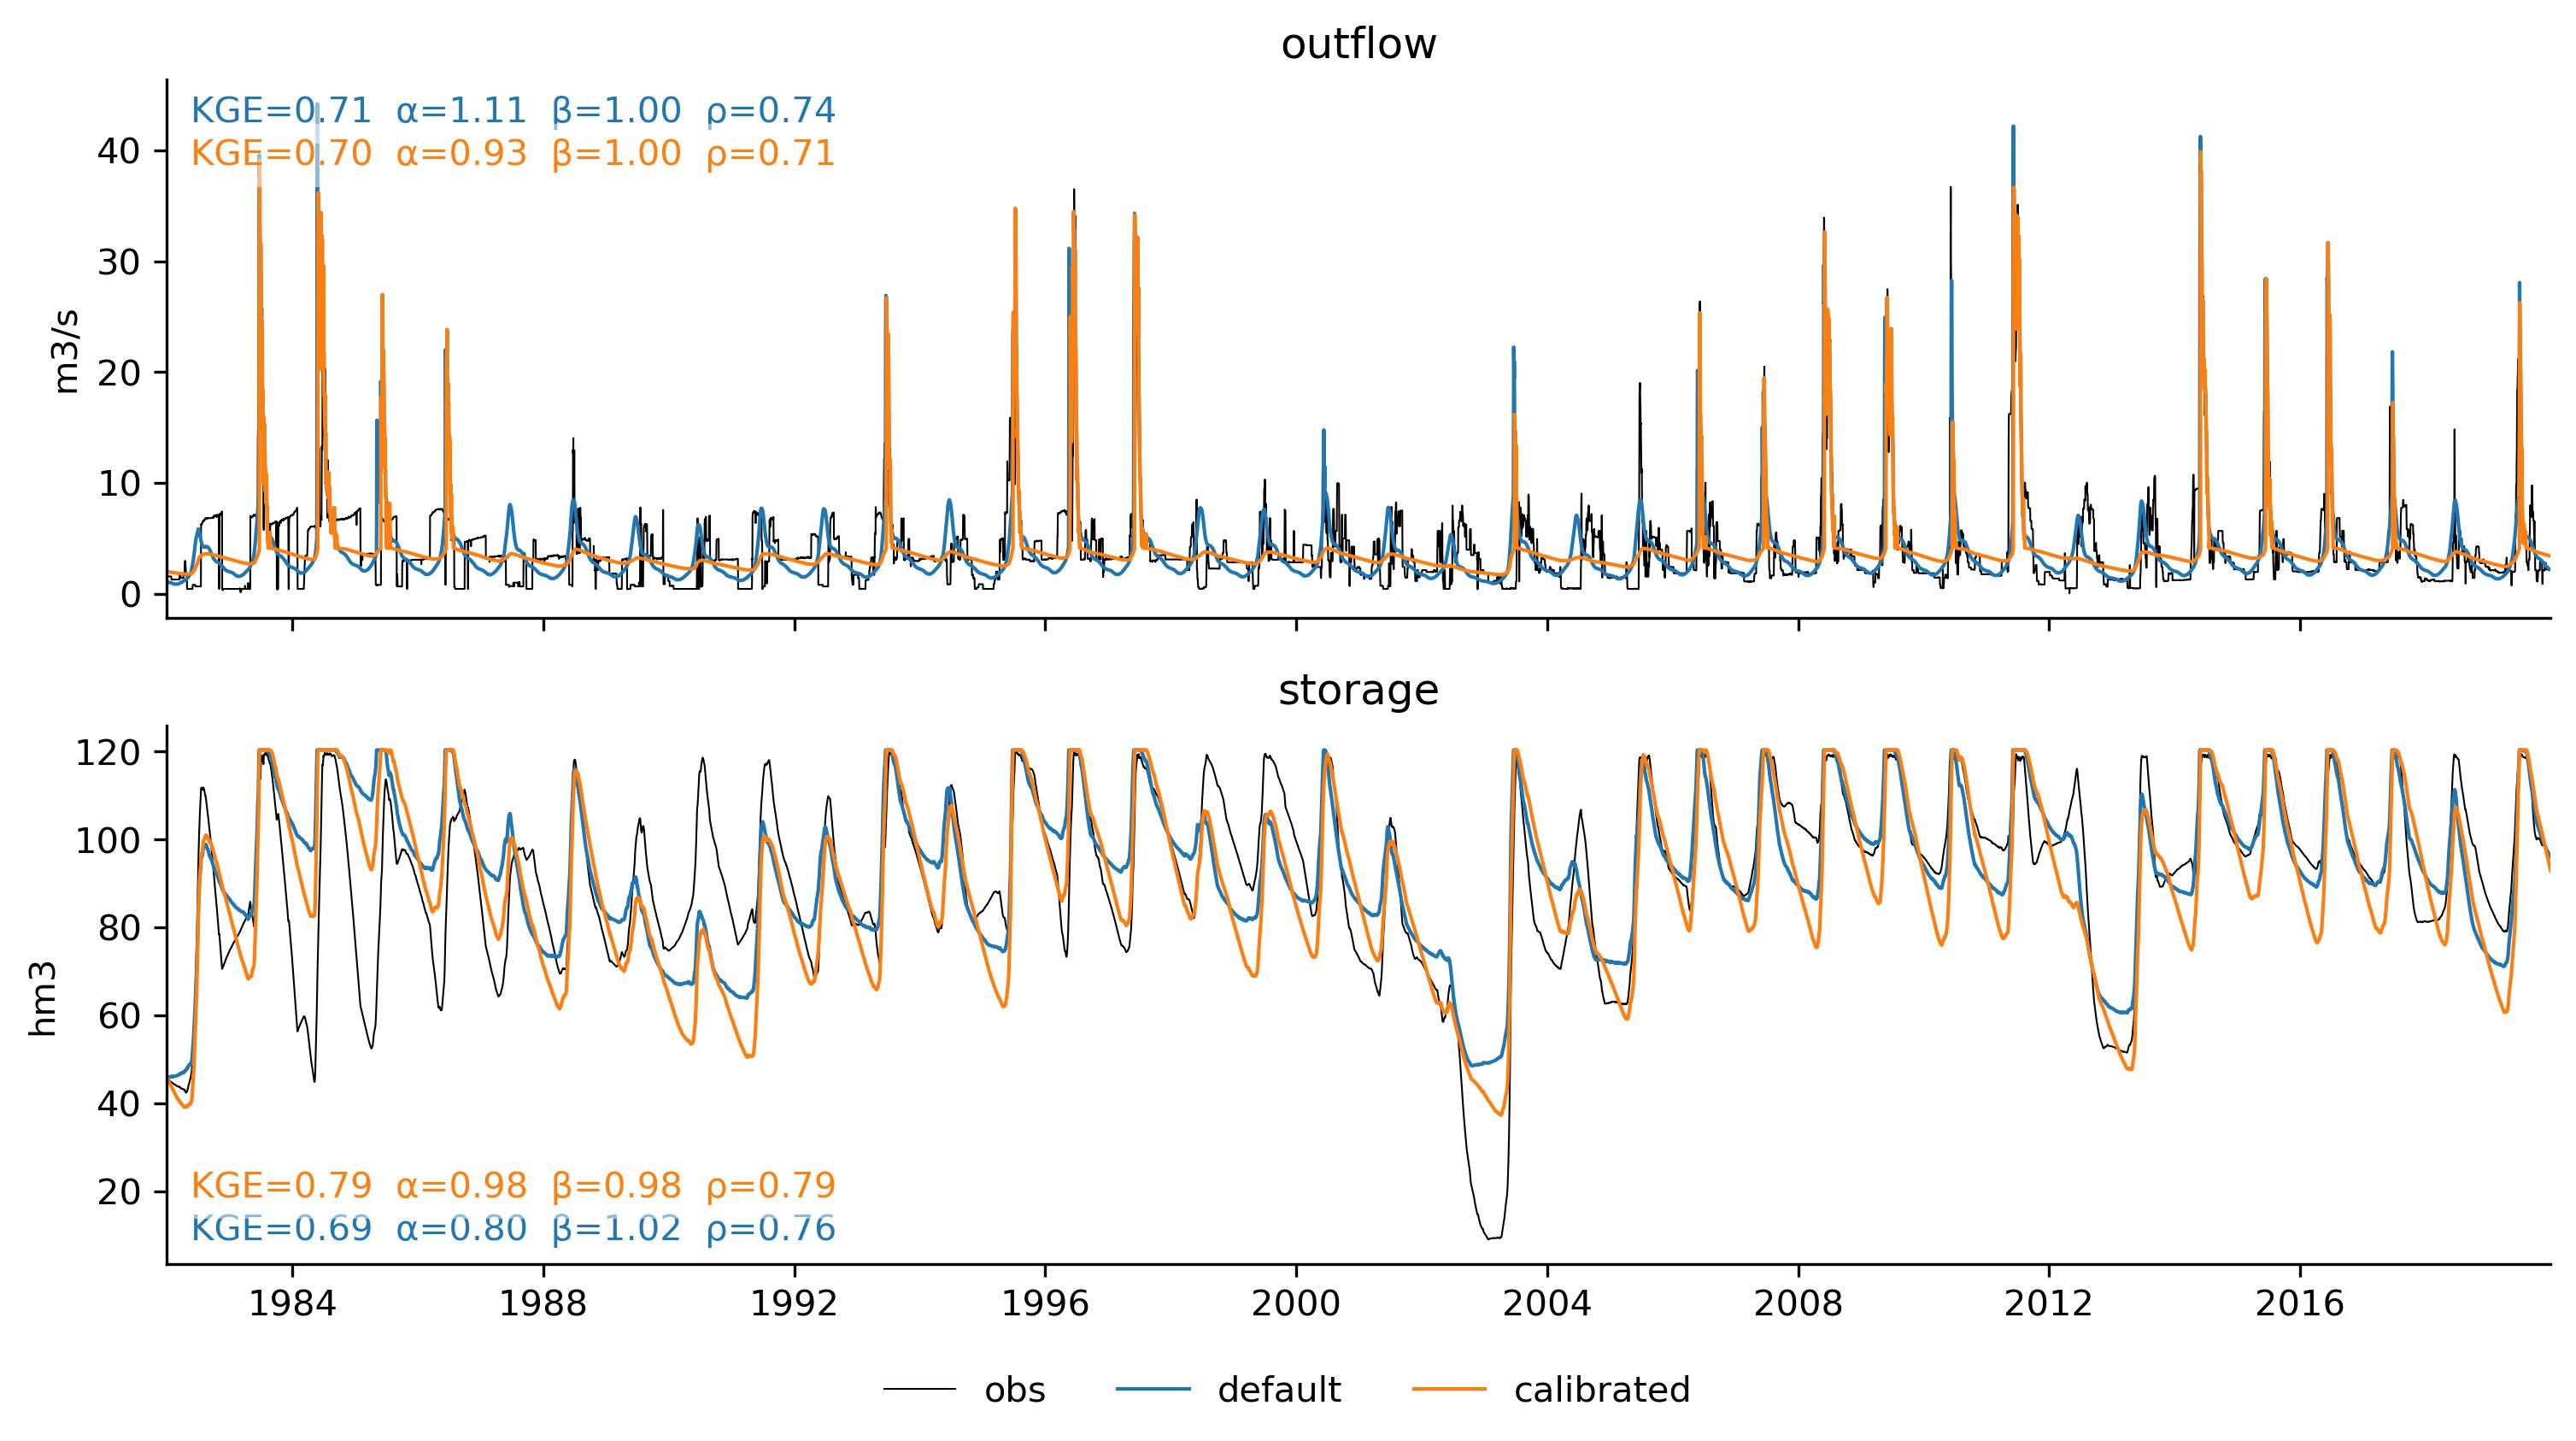 outflow
KGE=0.71 α=1.11 β=1.00 ρ=0.74
KGE=0.70 α=0.93 β=1.00 ρ=0.71
40
30
20
10
0
m3/s
storage
120
100
80
60
40
20
hm3
KGE=0.79 α=0.98 β=0.98 ρ=0.79
KGE=0.69 α=0.80 β=1.02 ρ=0.76
1984 1988 1992 1996 2000 2004 2008 2012 2016
obs default calibrated